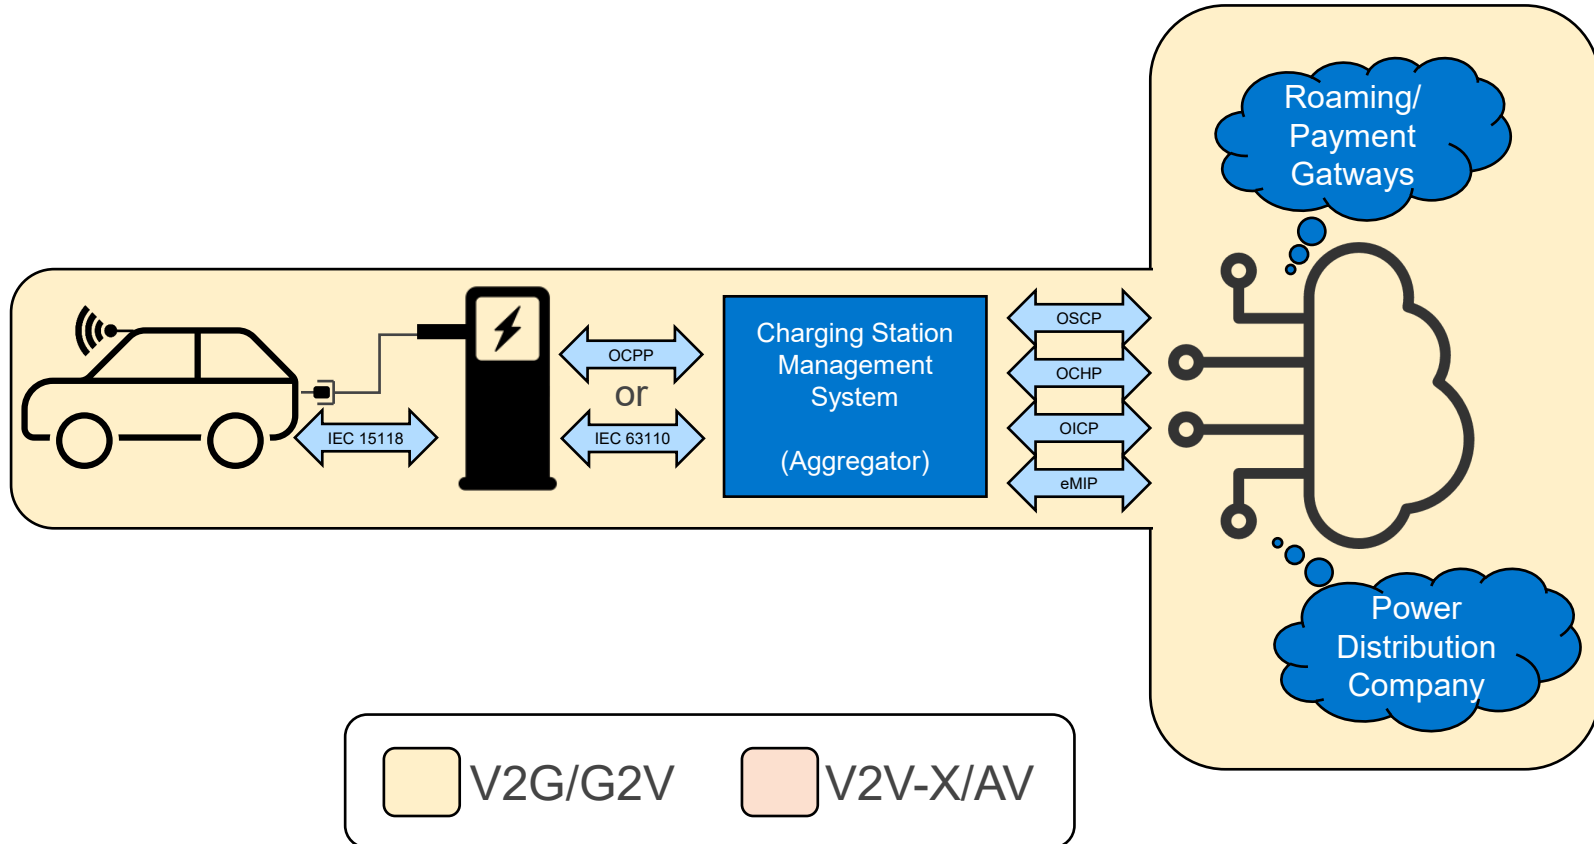 Roaming/
Payment
Gatways
OCPP
or
IEC 15118
IEC 63110
Charging Station
Management
System
(Aggregator)
OSCP
OCHP
OICP
eMIP
Power
Distribution
Company
V2G/G2V
V2V-X/AV